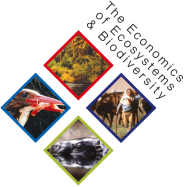 The Economics
of Ecosystems
& Biodiversity